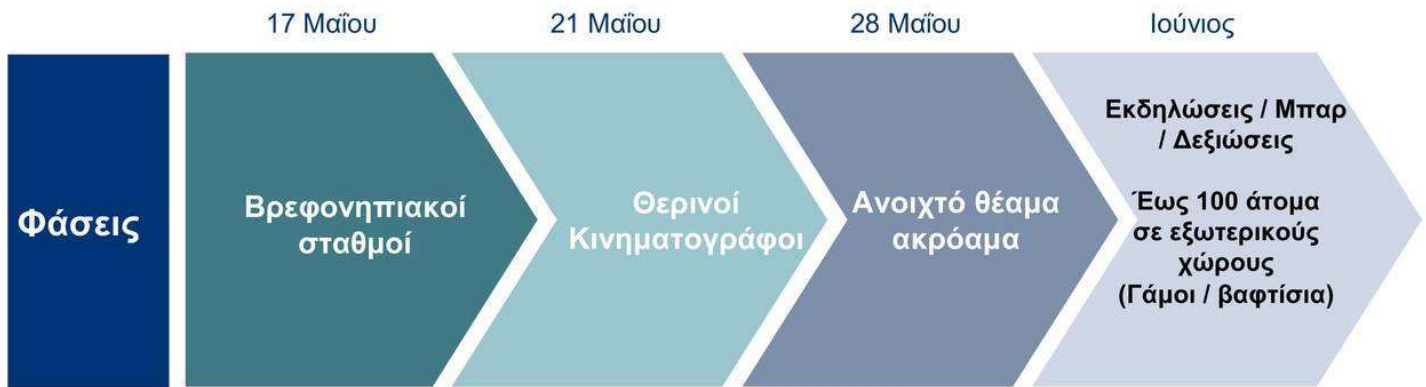 17 Μαΐου
21 Μαΐου
28 Μαΐου
Ιούνιος
Φάσεις
Βρεφονηπιακοί
σταθμοί
Θερινοί
Κινηματογράφοι
Ανοιχτό θέαμα
ακρόαμα
Εκδηλώσεις / Μπαρ
/ Δεξιώσεις
Έως 100 άτομα
σε εξωτερικούς
χώρους
(Γάμοι / βαφτίσια)